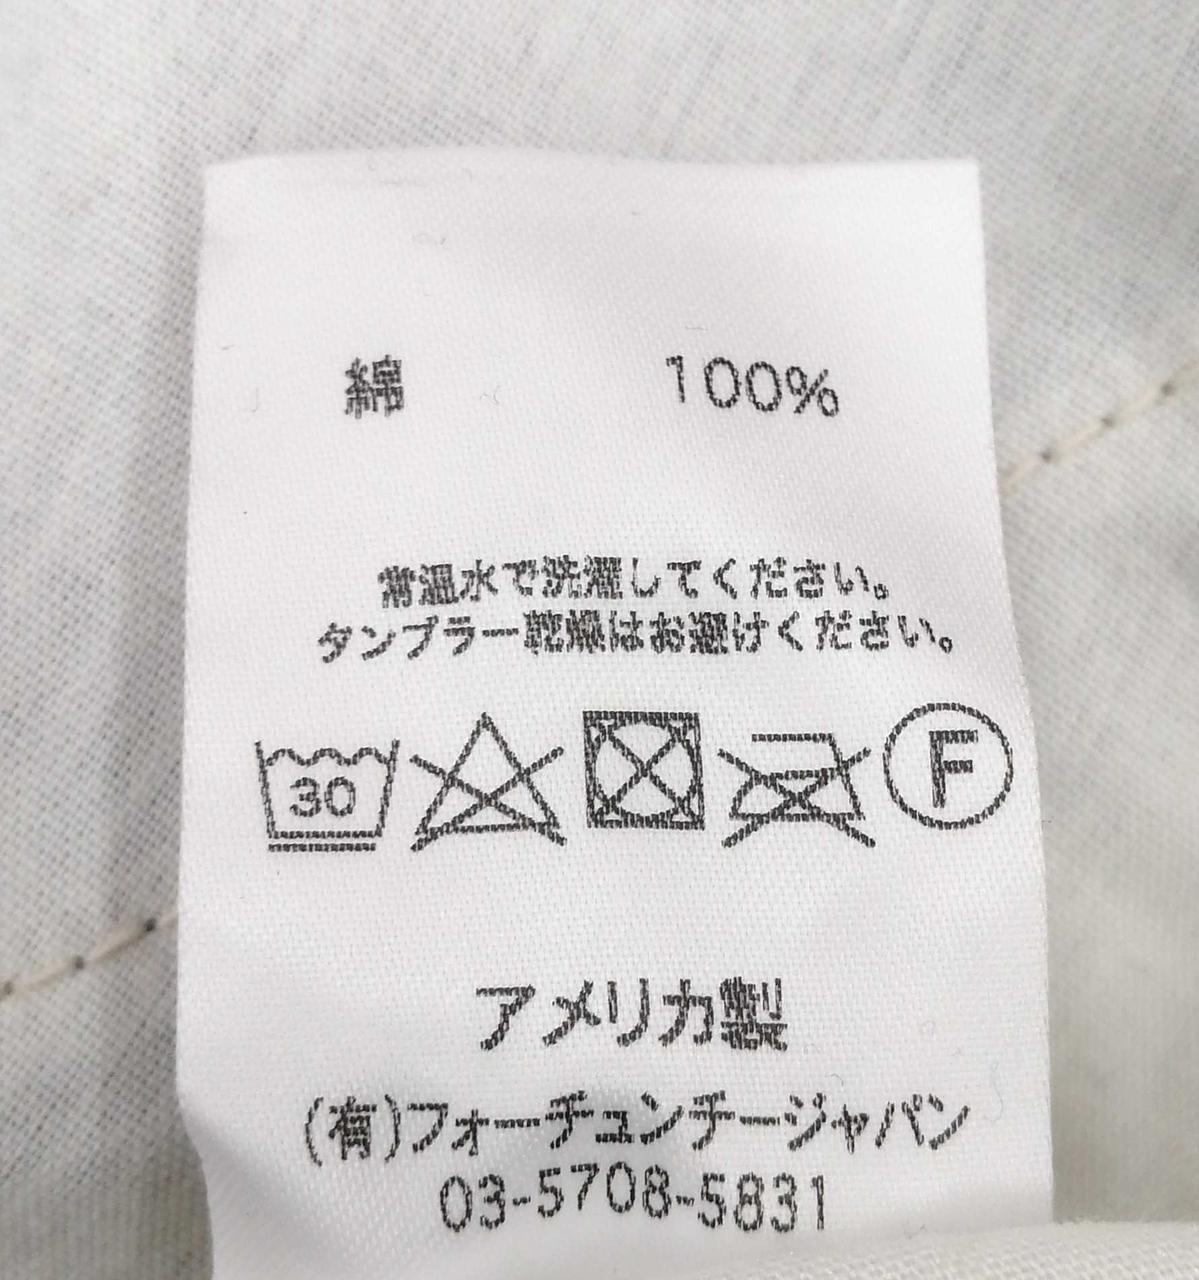 綿 100%
常温水で洗濯してください。
タンブラー乾燥はお避けください。
30 F
アメリカ製
(有)フォーチュンチージャパン
03-5708-5831